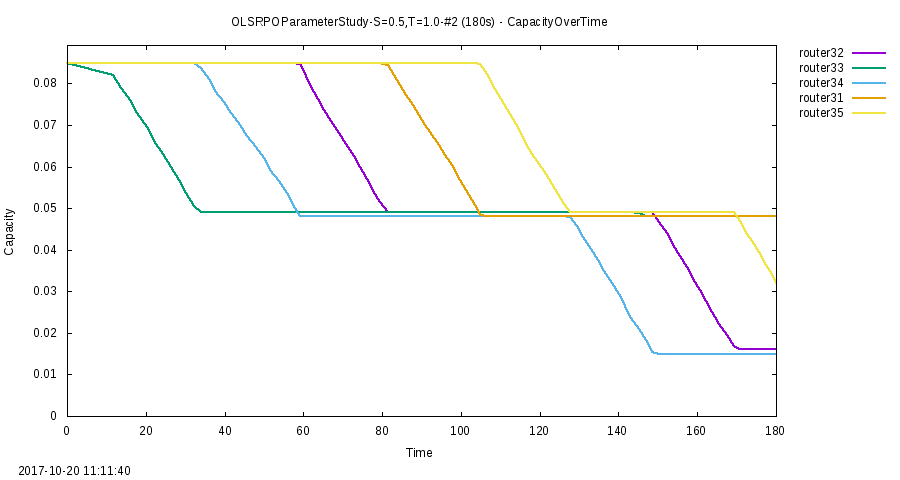 OLSRPOParameterStudy-S=0.5,T=1.0-#2 (180s) - CapacityOverTime
router32
router33
router34
router31
router35
0.08
0.07
0.06
0.05
0.04
0.03
0.02
0.01
0
Capacity
0 20 40 60 80 100 120 140 160 180
Time
2017-10-20 11:11:40